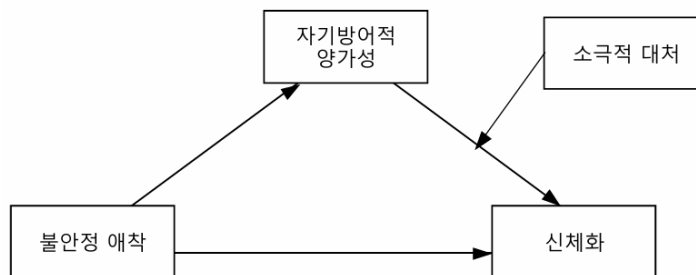 자기방어적
양가성
소극적 대처
불안정 애착
신체화